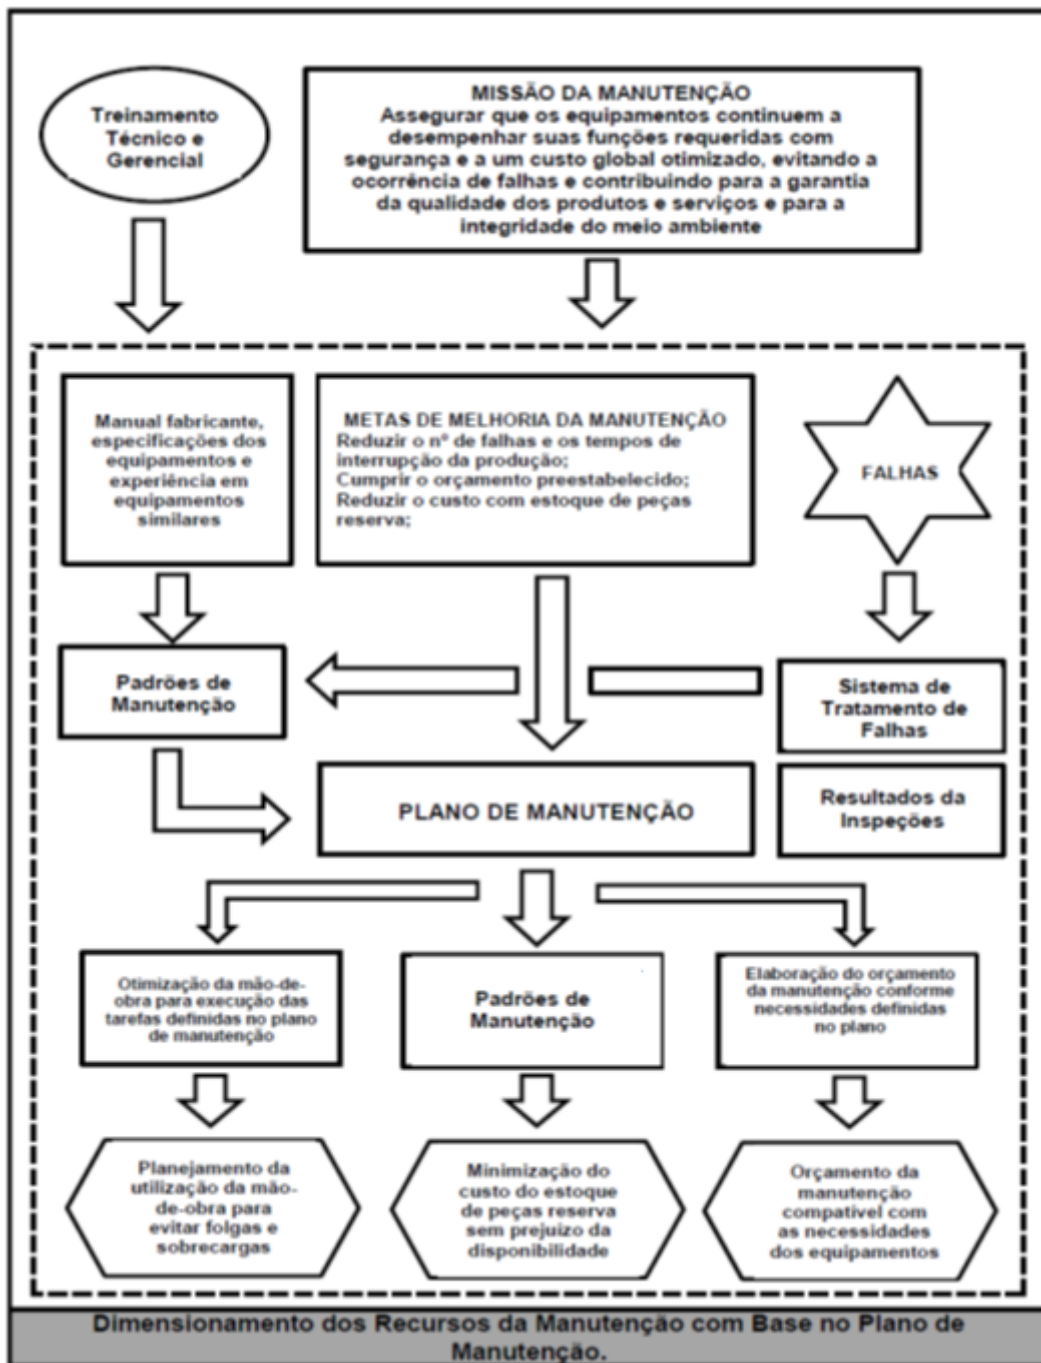 Treinamento
Técnico e
Gerencial
MISSÃO DA MANUTENÇÃO
Assegurar que os equipamentos continuem a
desempenhar suas funções requeridas com
segurança e a um custo global otimizado, evitando a
ocorrência de falhas e contribuindo para a garantia
da qualidade dos produtos e serviços e para a
integridade do meio ambiente
Manual fabricante,
especificações dos
equipamentos e
experiência em
equipamentos
similares
METAS DE MELHORIA DA MANUTENÇÃO
Reduzir o nº de falhas e os tempos de
interrupção da produção;
Cumprir o orçamento preestabelecido;
Reduzir o custo com estoque de peças
reserva;
FALHAS
Padrões de
Manutenção
Sistema de
Tratamento de
Falhas
PLANO DE MANUTENÇÃO
Resultados da
Inspeções
Otimização da mão-de-
obra para execução das
tarefas definidas no plano
de manutenção
Padrões de
Manutenção
Elaboração do orçamento
da manutenção conforme
necessidades definidas
no plano
Planejamento da
utilização da mão-
de-obra para
evitar folgas e
sobrecargas
Minimização do
custo do estoque
de peças reserva
sem prejuizo da
disponibilidade
Orçamento da
manutenção
compatível com
as necessidades
dos equipamentos
Dimensionamento dos Recursos da Manutenção com Base no Plano de
Manutenção.